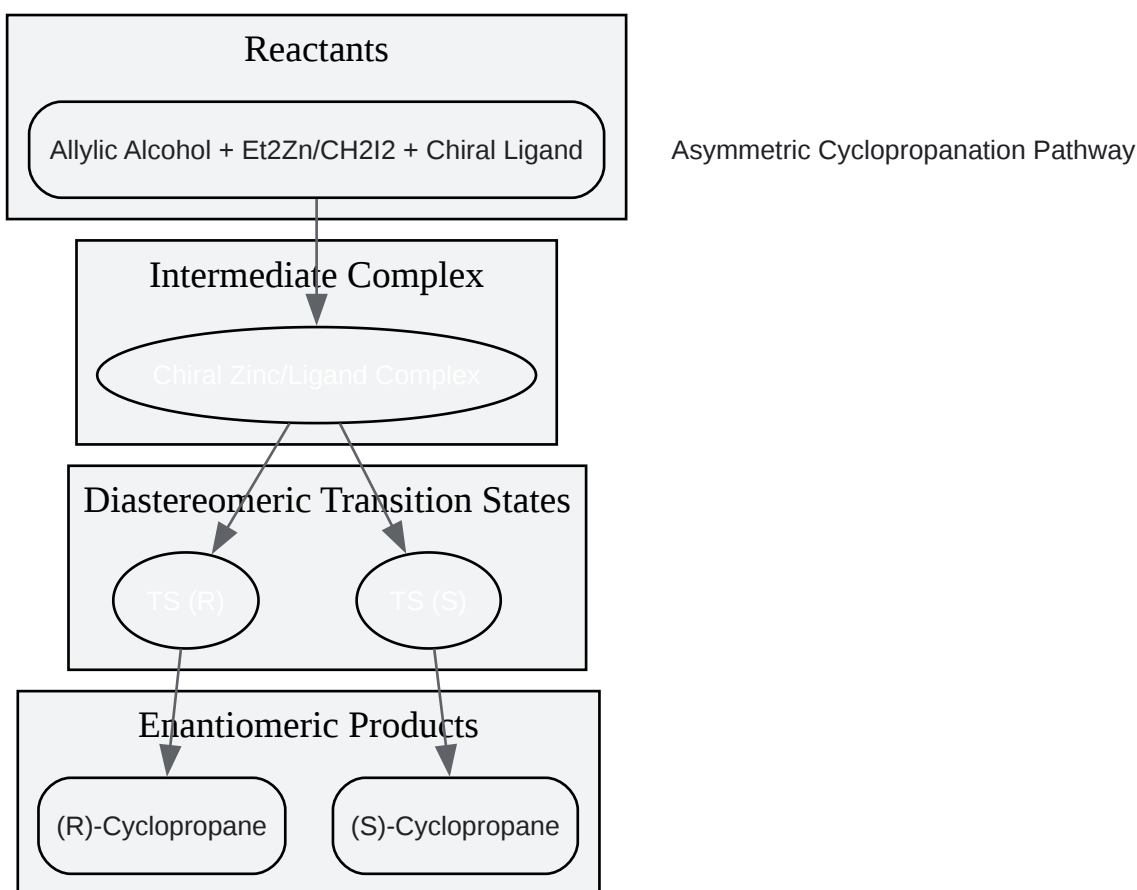 Reactants
Allylic Alcohol + Et2Zn/CH2I2 + Chiral Ligand
Asymmetric Cyclopropanation Pathway
Intermediate Complex
Chiral Zinc/Ligand Complex
Diastereomeric Transition States
TS (R)
TS (S)
Enantiomeric Products
(R)-Cyclopropane
(S)-Cyclopropane